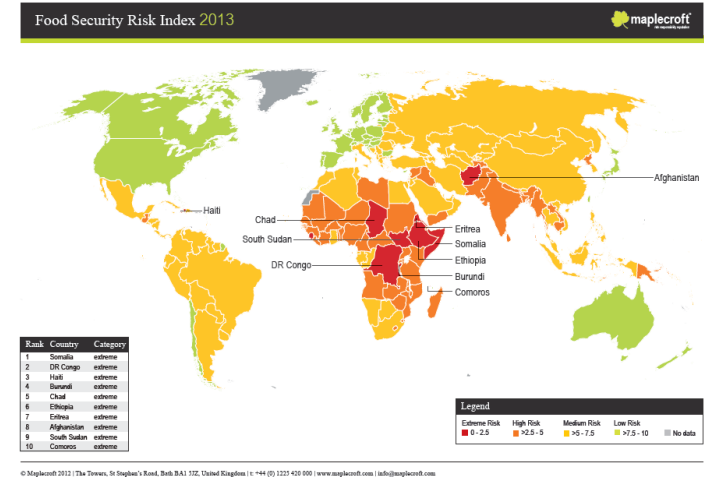 Food Security Risk Index 2013
maplecroft
Haiti
Chad
South Sudan
DR Congo
Afghanistan
Eritrea
Somalia
Ethiopia
Burundi
Comoros
Rank Country Category
1 Somalia extreme
2 DR Congo extreme
3 Haiti extreme
4 Burundi extreme
5 Chad extreme
6 Ethiopia extreme
7 Eritrea extreme
8 Afghanistan extreme
9 South Sudan extreme
10 Comoros extreme
Legend
Extreme Risk High Risk Medium Risk Low Risk
0 - 2.5 >2.5 - 5 >5 - 7.5 >7.5 - 10 No data
© Maplecroft 2012 | The Towers, St Stephen's Road, Bath BA1 5JZ, United Kingdom | t: +44 (0) 1225 420 000 | www.maplecroft.com | info@maplecroft.com